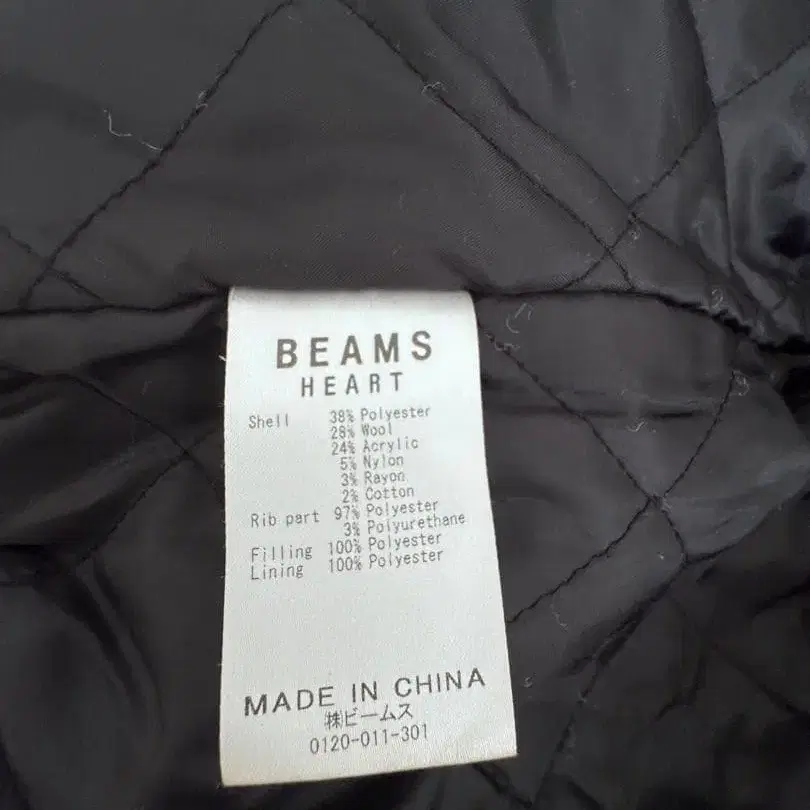 BEAMS
HEART
Shell 38% Polyester
28% Wool
24% Acrylic
5% Nylon
3% Rayon
2% Cotton
Rib part 97% Polyester
3% Polyurethane
Filling 100% Polyester
Lining 100% Polyester
MADE IN CHINA
㈱ビームス
0120-011-301